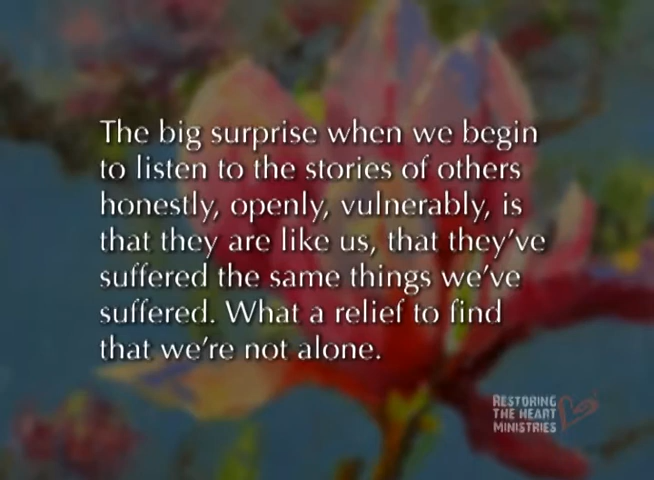 The big surprise when we begin
to listen to the stories of others
honestly, openly, vulnerably, is
that they are like us, that they've
suffered the same things we've
suffered. What a relief to find
that we're not alone.
RESTORING
THE HEART
MINISTRIES